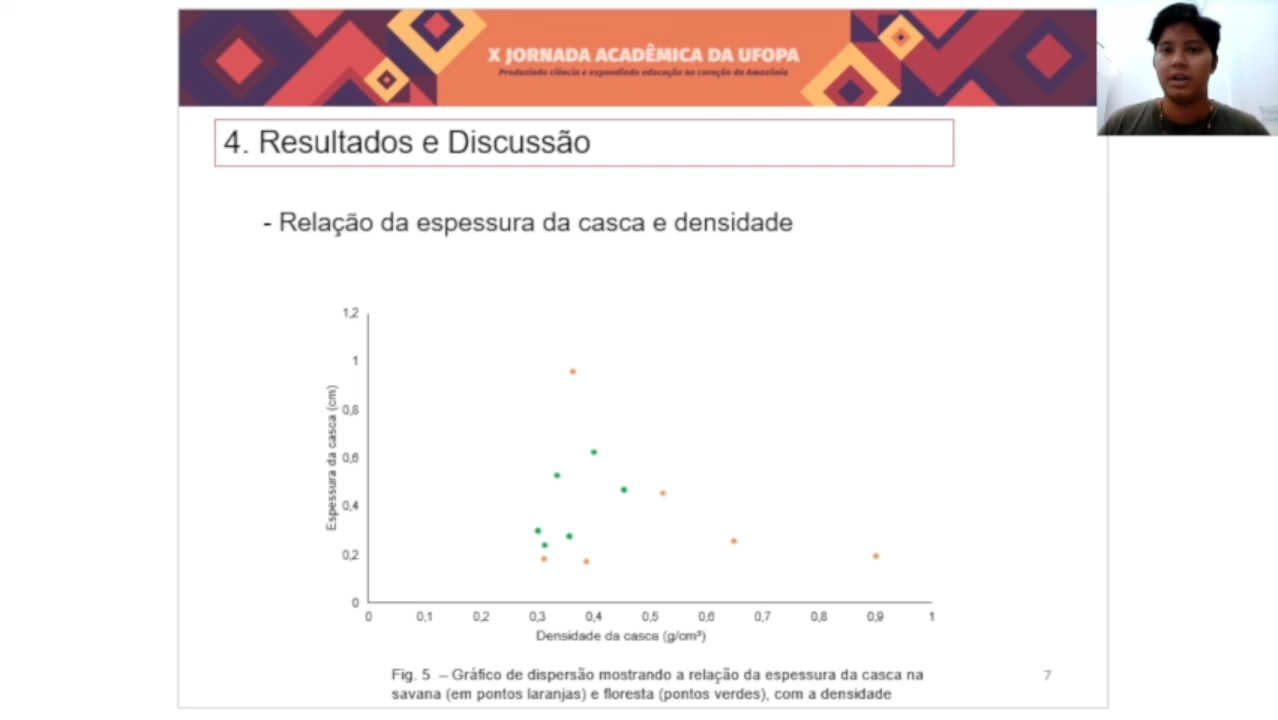 X JORNADA ACADÊMICA DA UFOPA
Produzindo ciência e expandindo educação no coração da Amazônia
4. Resultados e Discussão
- Relação da espessura da casca e densidade
Espessura da casca (cm)
1,2
1
0,8
0,6
0,4
0,2
0
0 0,1 0,2 0,3 0,4 0,5 0,6 0,7 0,8 0,9 1
Densidade da casca (g/cm³)
Fig. 5 – Gráfico de dispersão mostrando a relação da espessura da casca na
savana (em pontos laranjas) e floresta (pontos verdes), com a densidade
7